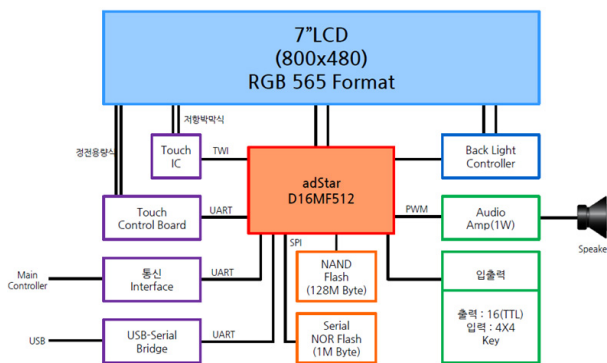 7”LCD
(800x480)
RGB 565 Format
저항박막식
정전용량식
Touch
IC
TWI
Back Light
Controller
adStar
D16MF512
Touch
Control Board
UART
PWM
Audio
Amp(1W)
Speake
SPI
Main
Controller
통신
Interface
UART
NAND
Flash
(128M Byte)
입출력
출력 : 16(TTL)
입력 : 4X4
Key
USB
USB-Serial
Bridge
UART
Serial
NOR Flash
(1M Byte)